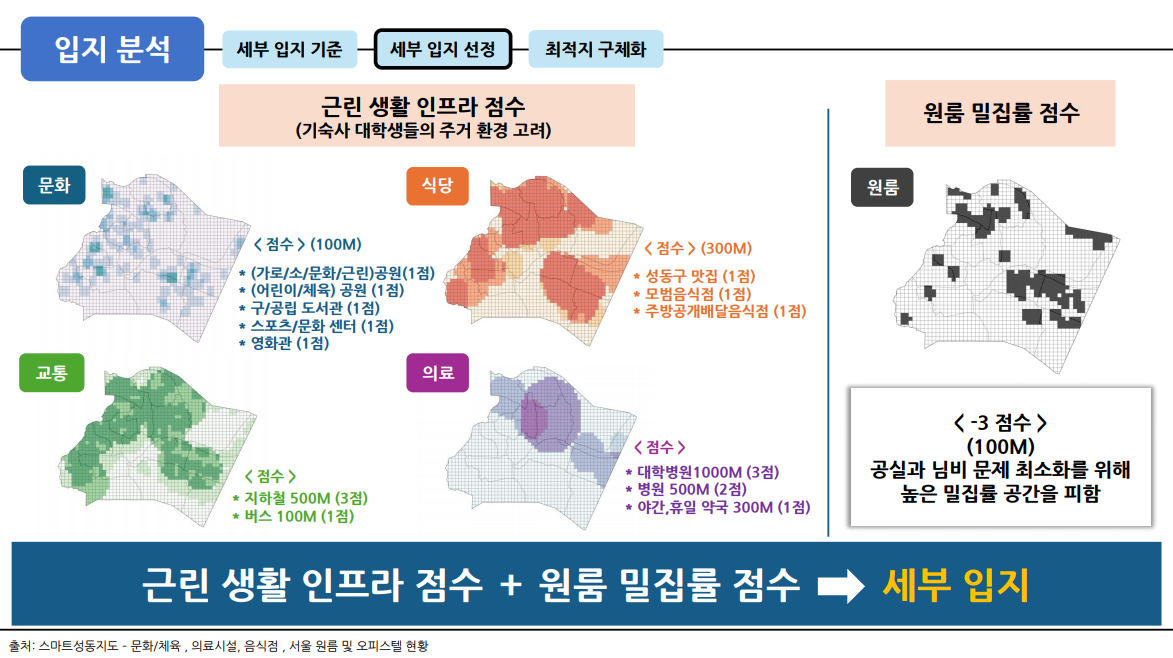 입지 분석
세부 입지 기준
세부 입지 선정
최적지 구체화
근린 생활 인프라 점수
(기숙사 대학생들의 주거 환경 고려)
원룸 밀집률 점수
문화
< 점수 > (100M)
* (가로/소/문화/근린)공원(1점)
* (어린이/체육) 공원 (1점)
* 구/공립 도서관 (1점)
* 스포츠/문화 센터 (1점)
* 영화관 (1점)
식당
< 점수 > (300M)
* 성동구 맛집 (1점)
* 모범음식점 (1점)
* 주방공개배달음식점 (1점)
원룸
교통
< 점수 >
* 지하철 500M (3점)
* 버스 100M (1점)
의료
< 점수 >
* 대학병원1000M (3점)
* 병원 500M (2점)
* 야간,휴일 약국 300M (1점)
< -3 점수 >
(100M)
공실과 님비 문제 최소화를 위해
높은 밀집률 공간을 피함
근린 생활 인프라 점수 + 원룸 밀집률 점수 세부 입지
출처: 스마트성동지도 - 문화/체육 , 의료시설, 음식점 , 서울 원룸 및 오피스텔 현황